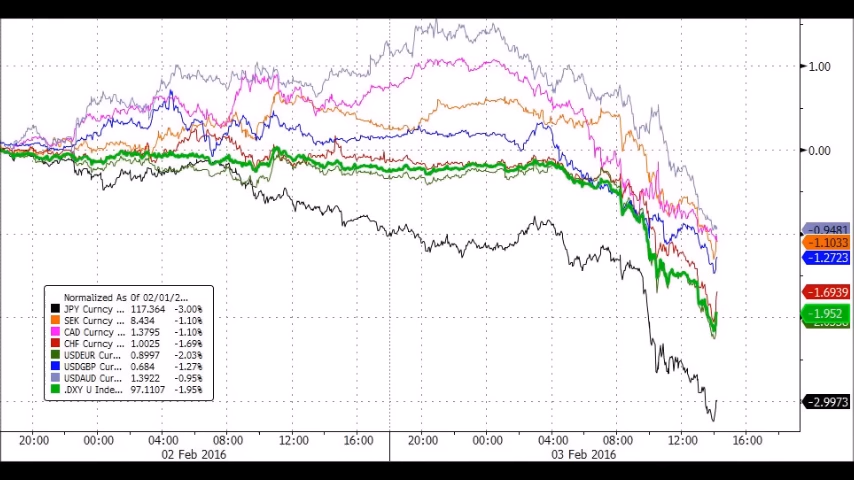 1.00
0.00
-0.9481
-1.1033
-1.2723
-1.6939
-1.952
-2.9973
Normalized As Of 02/01/2...
JPY Curncy ... 117.364 -3.00%
SEK Curncy ... 8.434 -1.10%
CAD Curncy ... 1.3795 -1.10%
CHF Curncy ... 1.0025 -1.69%
USDEUR Cur... 0.8997 -2.03%
USDGBP Cur... 0.684 -1.27%
USDAUD Cur... 1.3922 -0.95%
.DXY U Inde... 97.1107 -1.95%
20:00 00:00 04:00 08:00 12:00 16:00 20:00 00:00 04:00 08:00 12:00 16:00
02 Feb 2016 03 Feb 2016